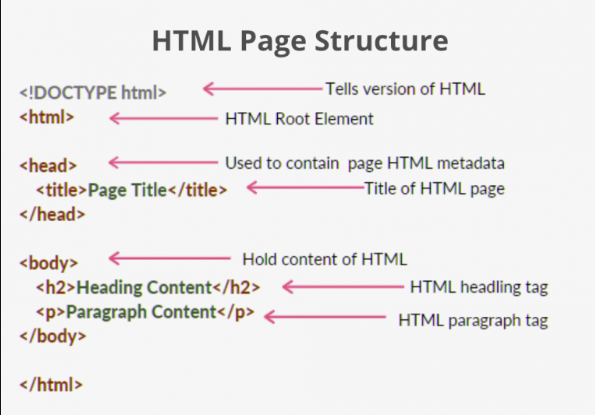 HTML Page Structure
<!DOCTYPE html> Tells version of HTML
<html> HTML Root Element
<head> Used to contain page HTML metadata
<title>Page Title</title> Title of HTML page
</head>
<body> Hold content of HTML
<h2>Heading Content</h2> HTML headling tag
<p>Paragraph Content</p> HTML paragraph tag
</body>
</html>